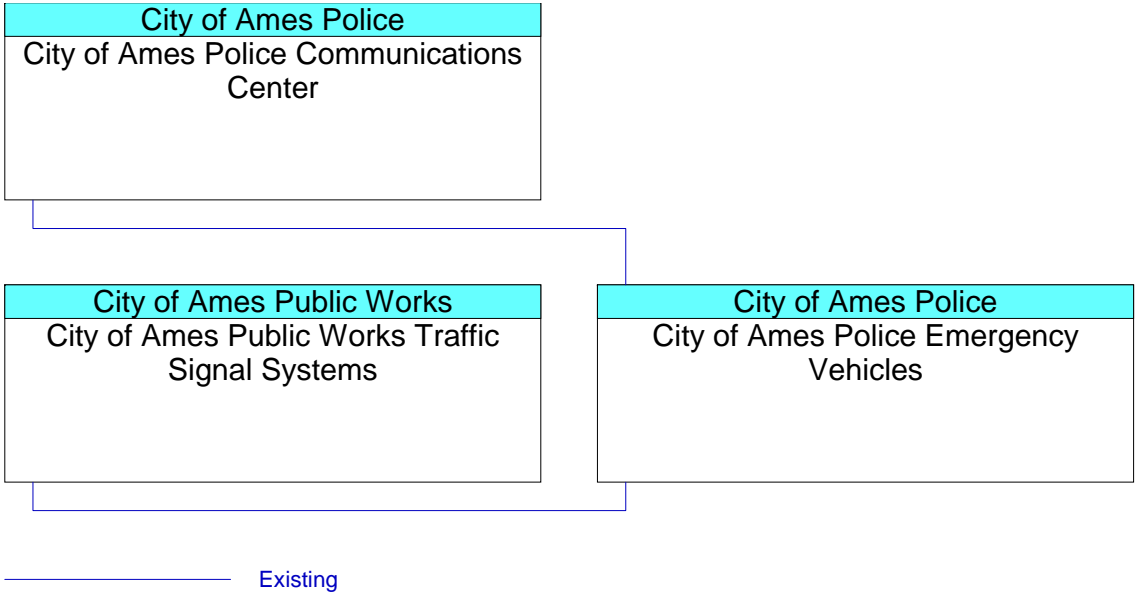 City of Ames Police
City of Ames Police Communications
Center
City of Ames Public Works
City of Ames Public Works Traffic
Signal Systems
City of Ames Police
City of Ames Police Emergency
Vehicles
Existing